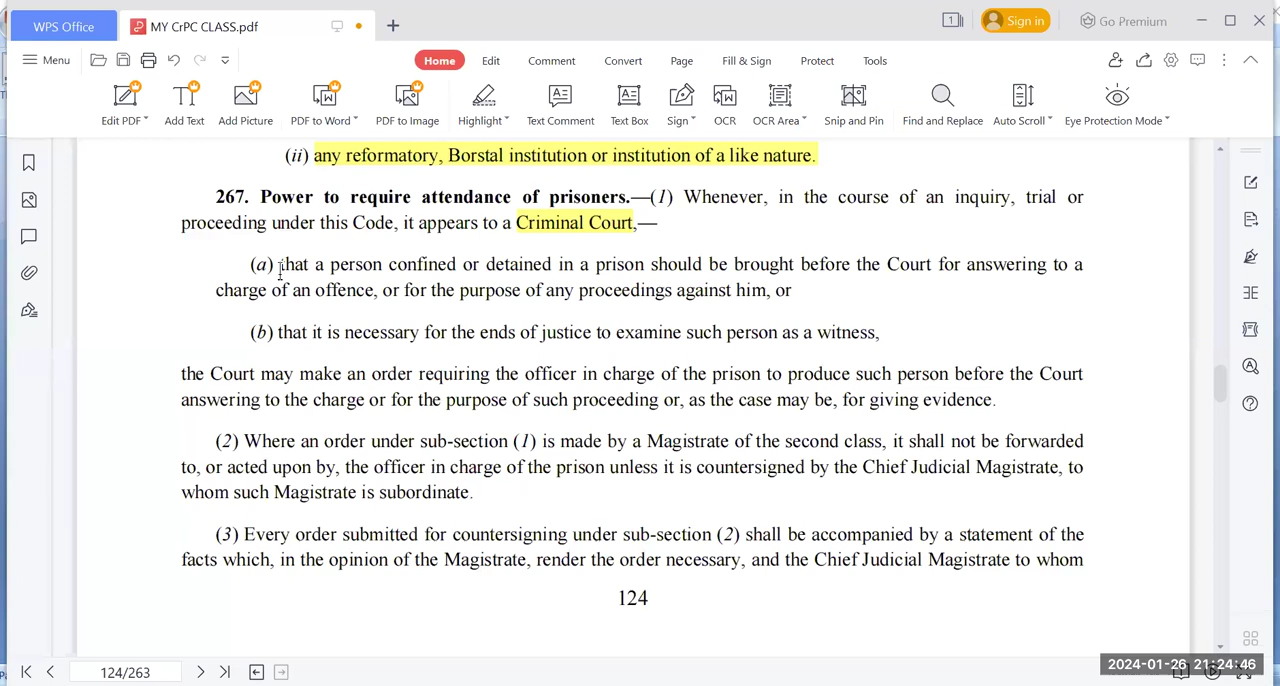 WPS Office
MY CrPC CLASS.pdf
1
Sign in
Go Premium
Menu
Home Edit Comment Convert Page Fill & Sign Protect Tools
Edit PDF Add Text Add Picture PDF to Word PDF to Image Highlight Text Comment Text Box Sign OCR OCR Area Snip and Pin Find and Replace Auto Scroll Eye Protection Mode
(ii) any reformatory, Borstal institution or institution of a like nature.
267. Power to require attendance of prisoners.—(1) Whenever, in the course of an inquiry, trial or
proceeding under this Code, it appears to a Criminal Court,—
(a) that a person confined or detained in a prison should be brought before the Court for answering to a
charge of an offence, or for the purpose of any proceedings against him, or
(b) that it is necessary for the ends of justice to examine such person as a witness,
the Court may make an order requiring the officer in charge of the prison to produce such person before the Court
answering to the charge or for the purpose of such proceeding or, as the case may be, for giving evidence.
(2) Where an order under sub-section (1) is made by a Magistrate of the second class, it shall not be forwarded
to, or acted upon by, the officer in charge of the prison unless it is countersigned by the Chief Judicial Magistrate, to
whom such Magistrate is subordinate.
(3) Every order submitted for countersigning under sub-section (2) shall be accompanied by a statement of the
facts which, in the opinion of the Magistrate, render the order necessary, and the Chief Judicial Magistrate to whom
124
124/263
2024-01-26 21:24:46